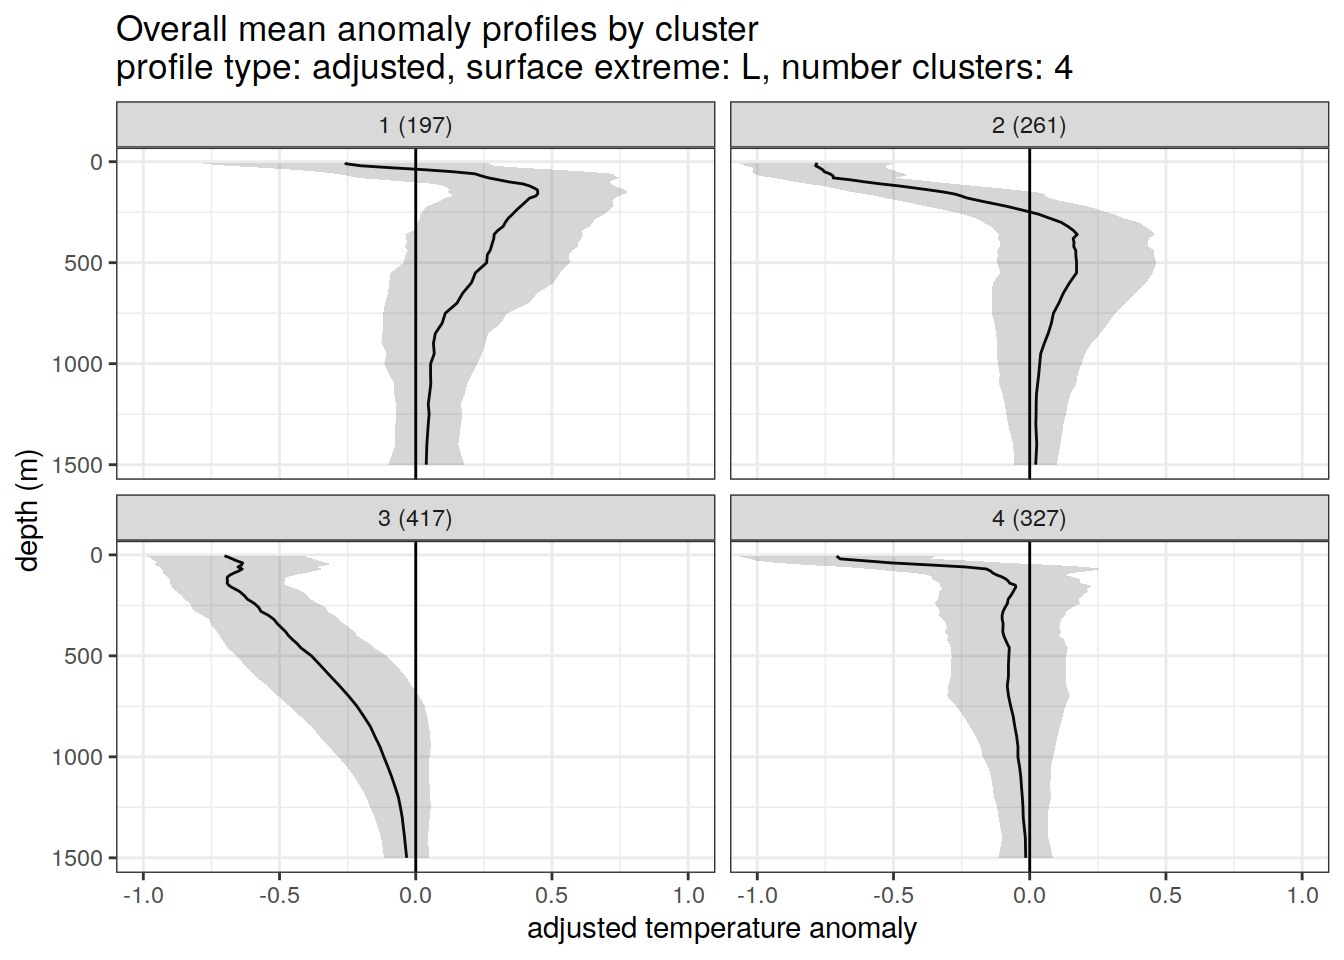 Overall mean anomaly profiles by cluster
profile type: adjusted, surface extreme: L, number clusters: 4
1 (197)
2 (261)
0
500
1000
1500
3 (417)
4 (327)
0
500
1000
1500
depth (m)
-1.0 -0.5 0.0 0.5 1.0 -1.0 -0.5 0.0 0.5 1.0
adjusted temperature anomaly